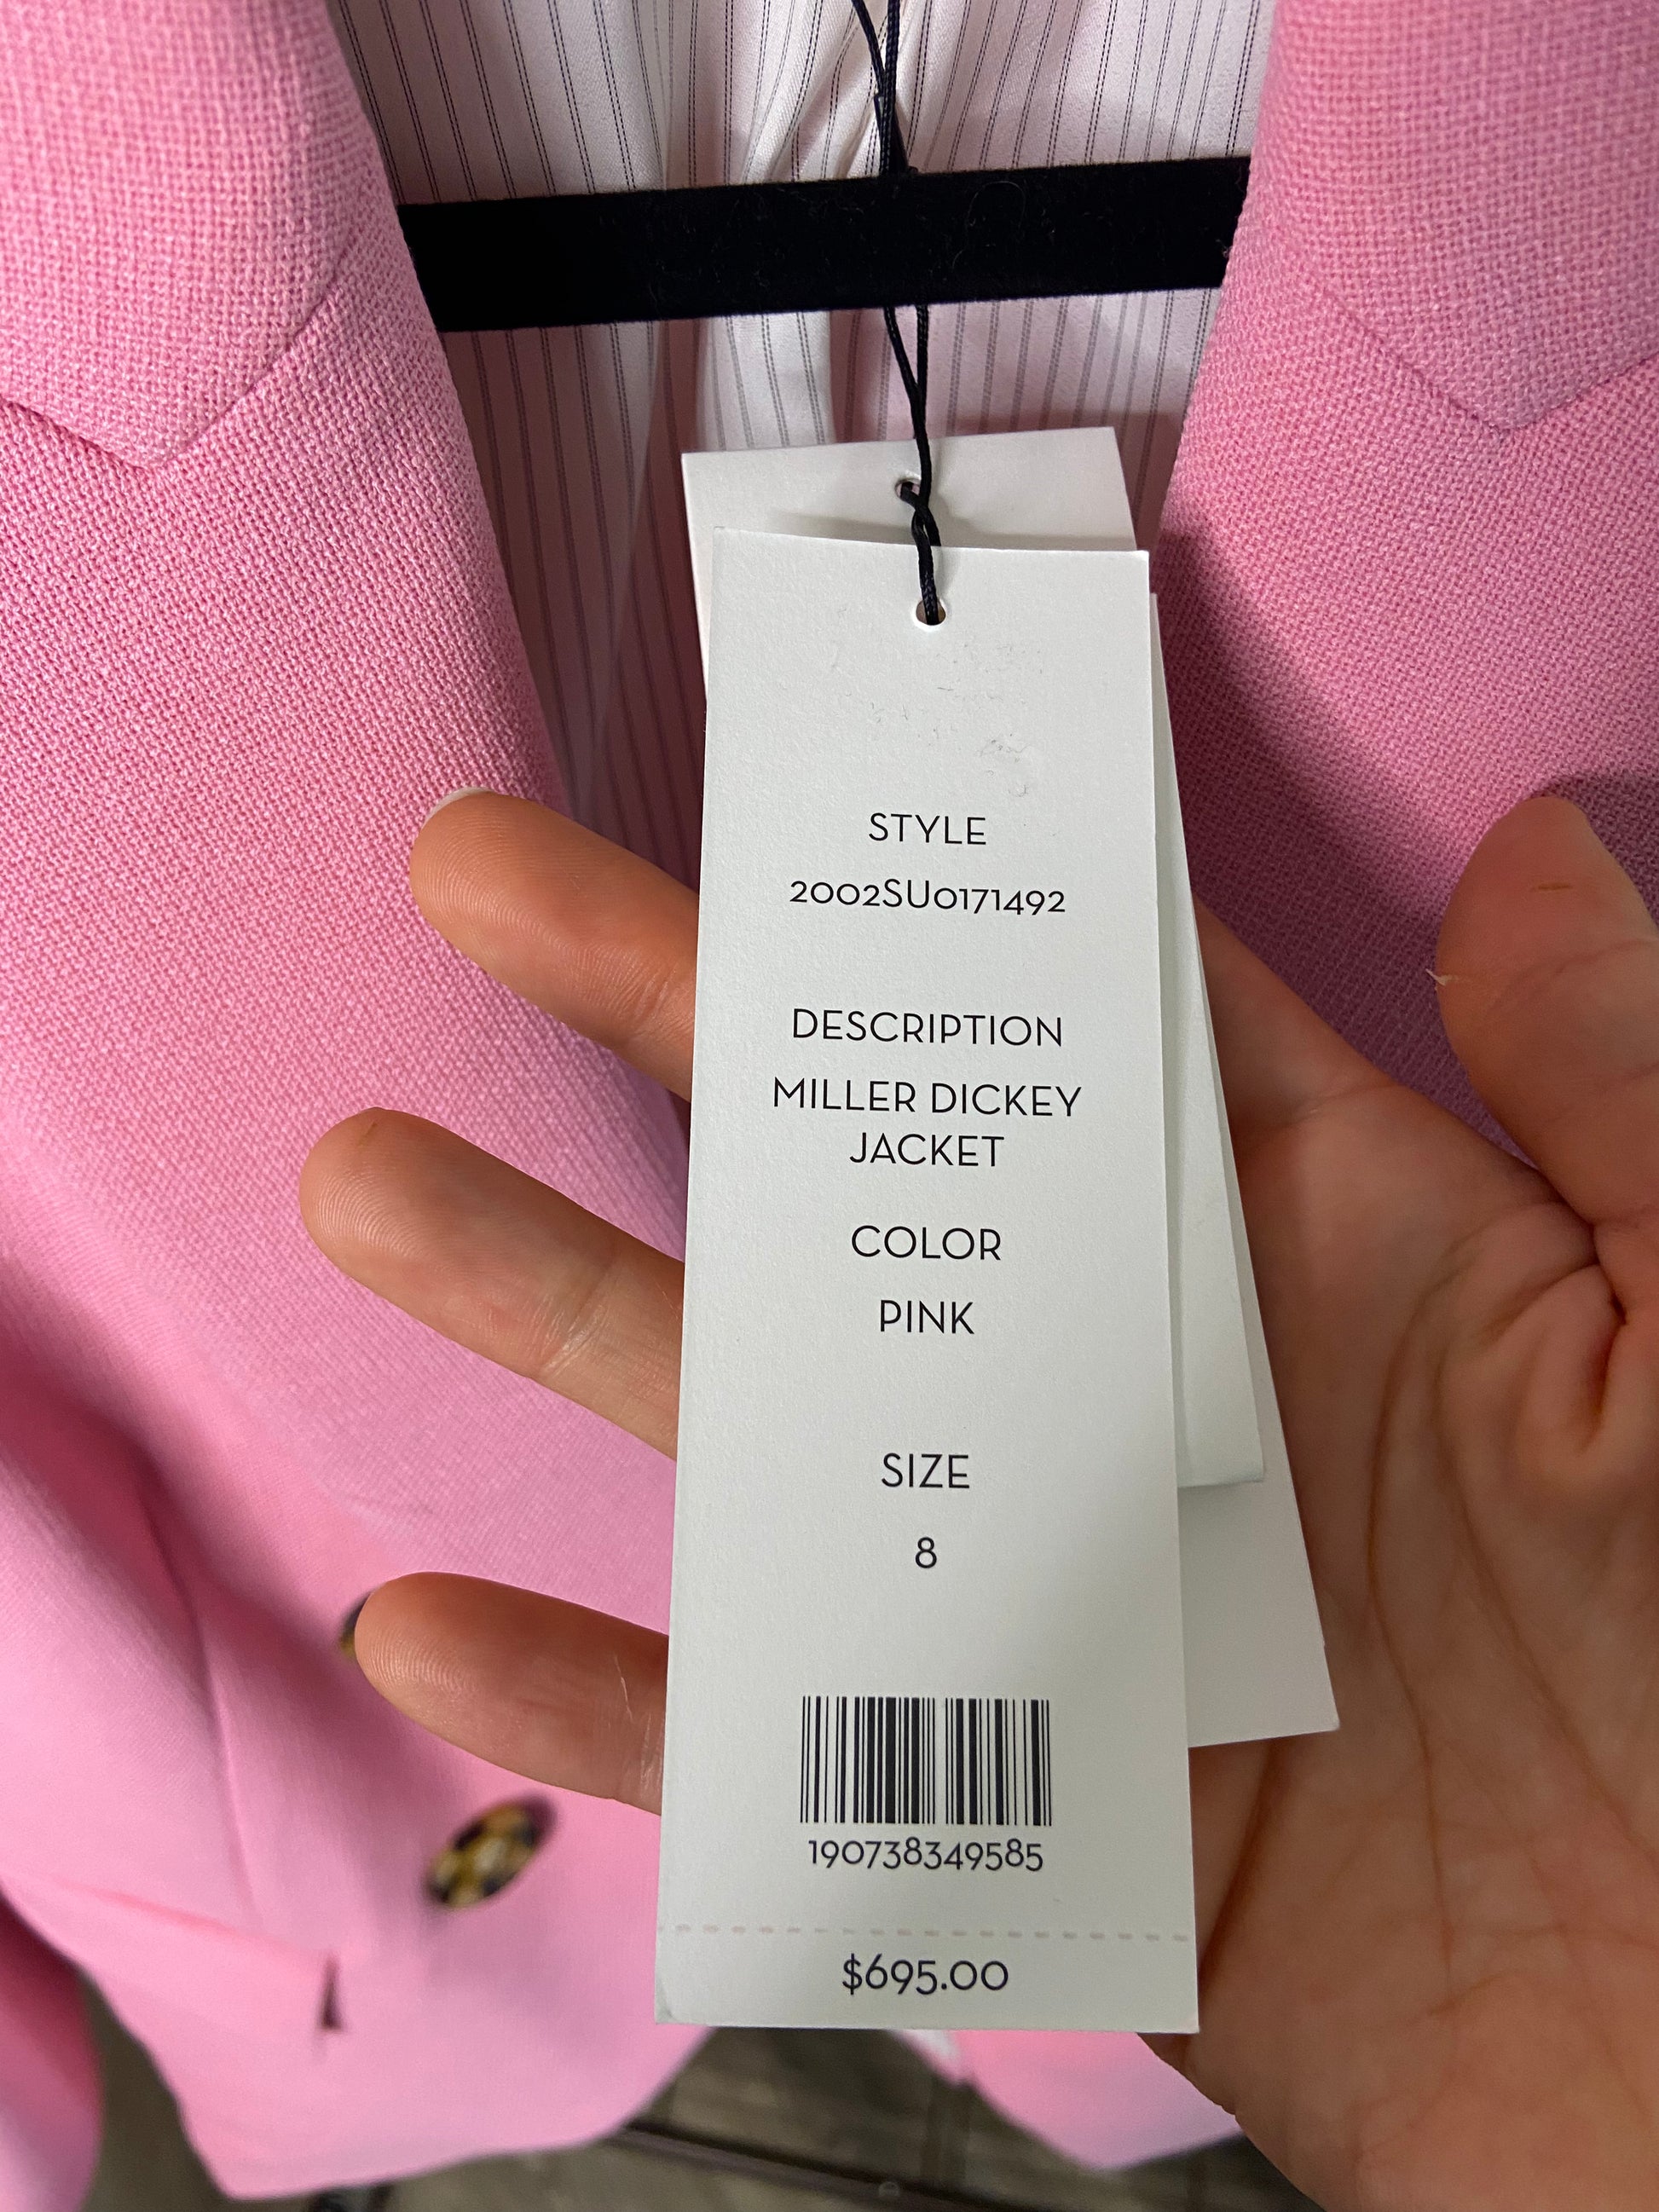 STYLE
2002SU0171492
DESCRIPTION
MILLER DICKEY
JACKET
COLOR
PINK
SIZE
8
190738349585
$695.00